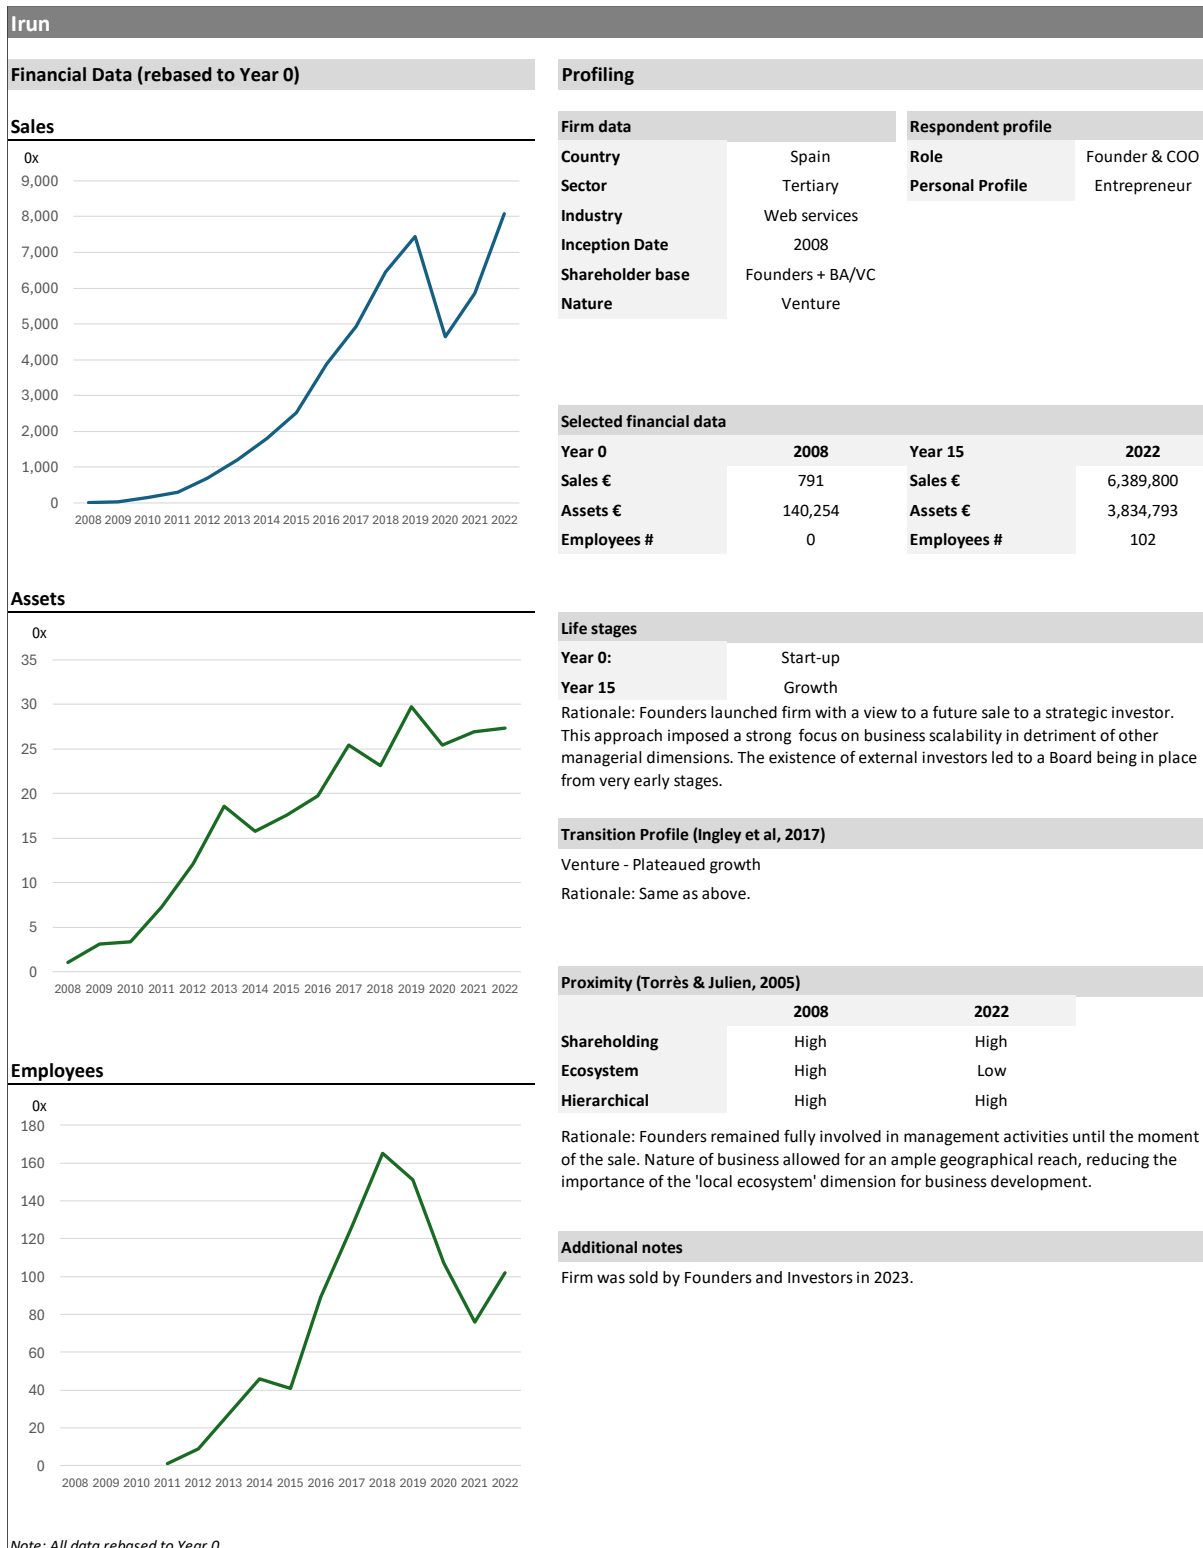 Irun
Financial Data (rebased to Year 0)
Sales
0x
9,000
8,000
7,000
6,000
5,000
4,000
3,000
2,000
1,000
0
2008 2009 2010 2011 2012 2013 2014 2015 2016 2017 2018 2019 2020 2021 2022
Assets
0x
35
30
25
20
15
10
5
0
2008 2009 2010 2011 2012 2013 2014 2015 2016 2017 2018 2019 2020 2021 2022
Employees
0x
180
160
140
120
100
80
60
40
20
0
2008 2009 2010 2011 2012 2013 2014 2015 2016 2017 2018 2019 2020 2021 2022
Note: All data rebased to Year 0
Profiling
Firm data
Country Spain
Sector Tertiary
Industry Web services
Inception Date 2008
Shareholder base Founders + BA/VC
Nature Venture
Respondent profile
Role Founder & COO
Personal Profile Entrepreneur
Selected financial data
Year 0 2008 Year 15 2022
Sales € 791 Sales € 6,389,800
Assets € 140,254 Assets € 3,834,793
Employees # 0 Employees # 102
Life stages
Year 0: Start-up
Year 15 Growth
Rationale: Founders launched firm with a view to a future sale to a strategic investor.
This approach imposed a strong focus on business scalability in detriment of other
managerial dimensions. The existence of external investors led to a Board being in place
from very early stages.
Transition Profile (Ingley et al, 2017)
Venture - Plateaued growth
Rationale: Same as above.
Proximity (Torrès & Julien, 2005)
2008 2022
Shareholding High High
Ecosystem High Low
Hierarchical High High
Rationale: Founders remained fully involved in management activities until the moment
of the sale. Nature of business allowed for an ample geographical reach, reducing the
importance of the 'local ecosystem' dimension for business development.
Additional notes
Firm was sold by Founders and Investors in 2023.